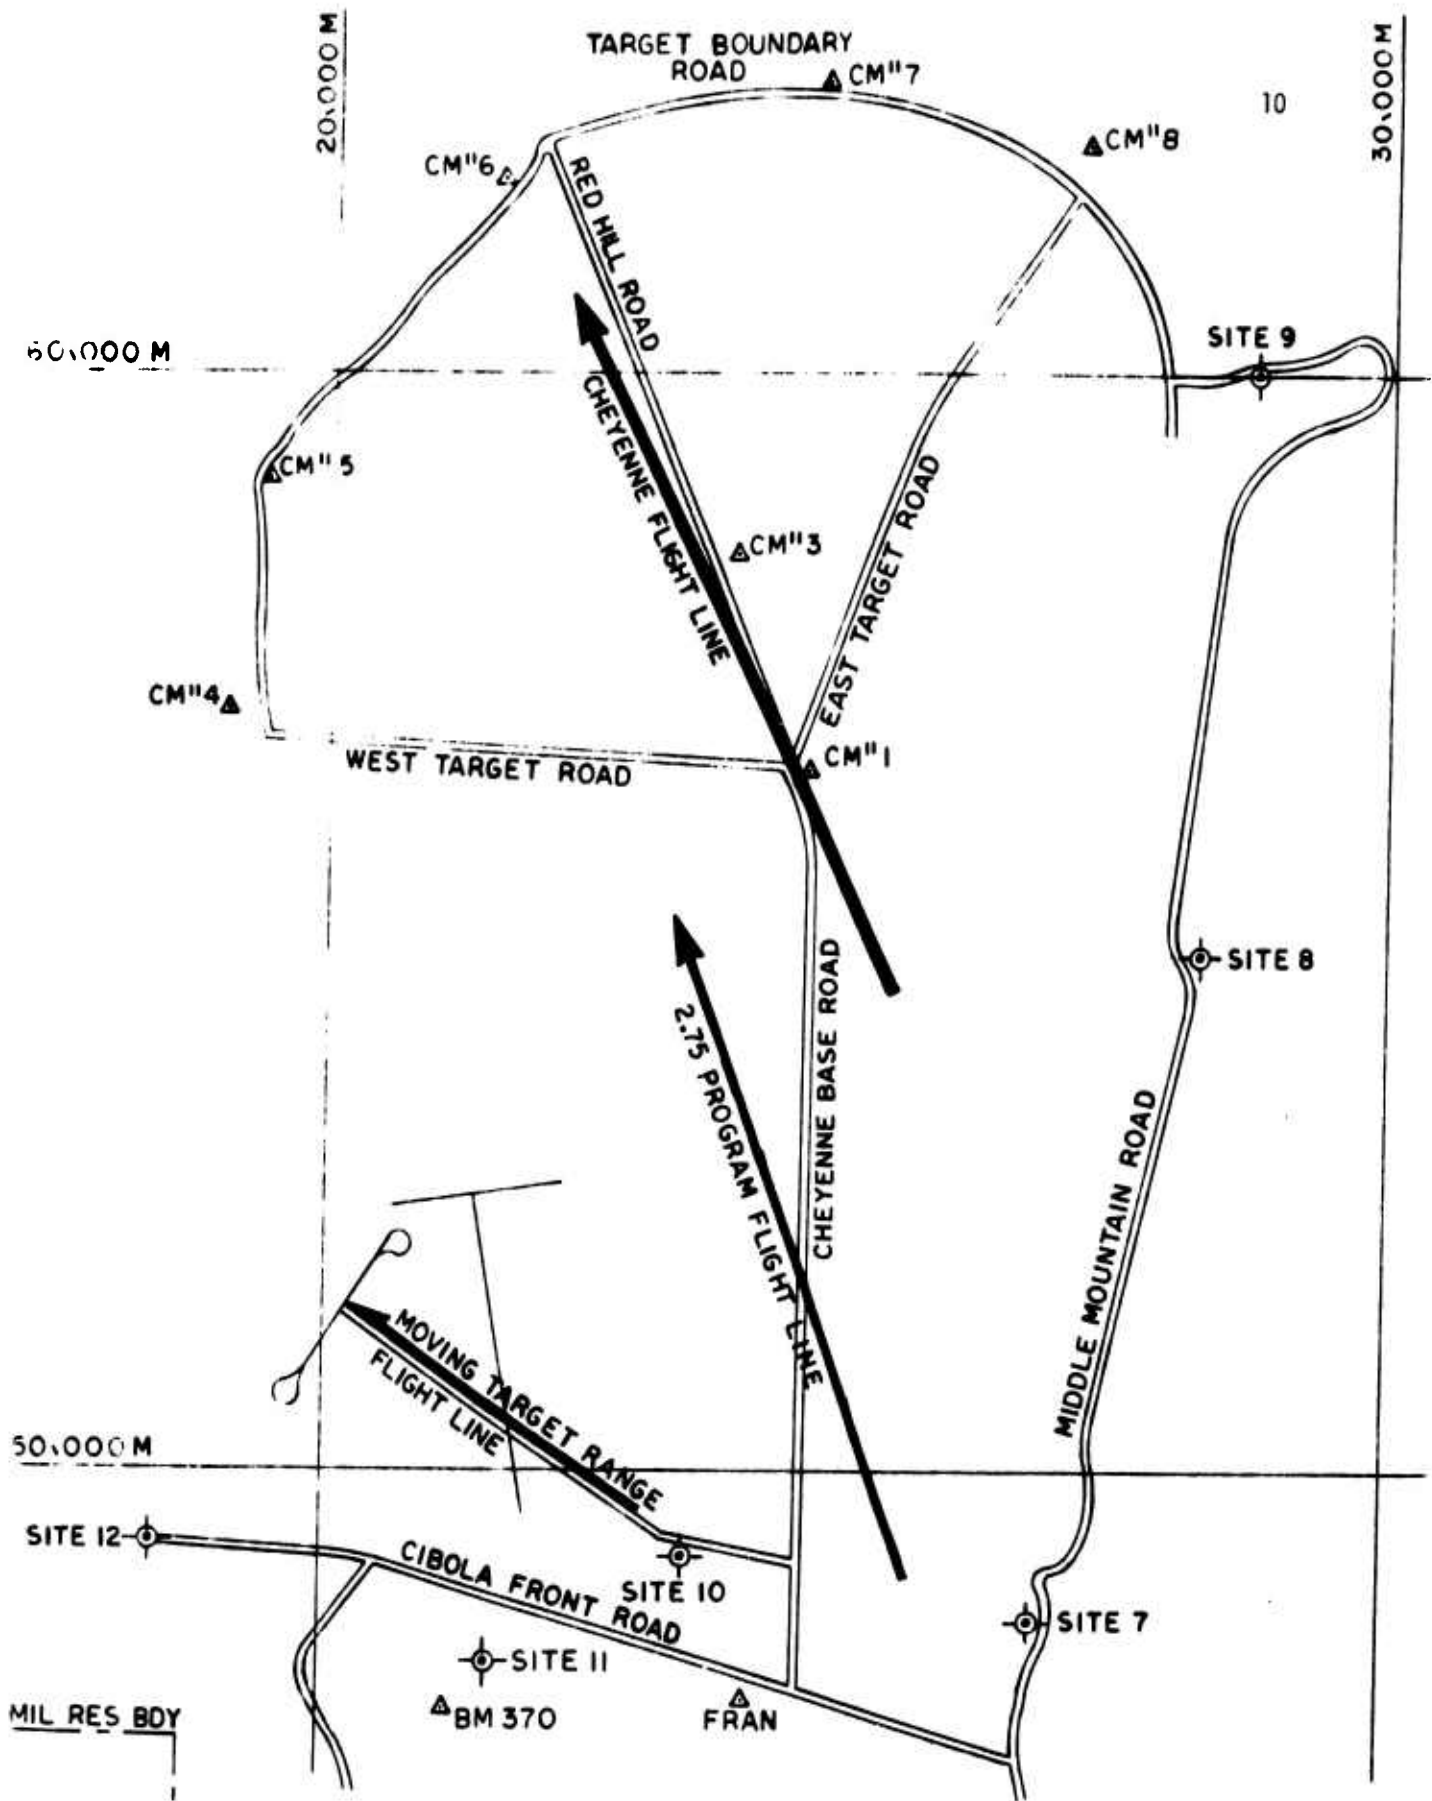 20,000 M
TARGET BOUNDARY
ROAD
CM"7
10
30,000 M
CM"8
CM"6
RED HILL ROAD
SITE 9
60,000 M
CHEYENNE FLIGHT LINE
CM"5
EAST TARGET ROAD
CM"3
CM"4
WEST TARGET ROAD
CM"1
SITE 8
CHEYENNE BASE ROAD
2.75 PROGRAM FLIGHT LINE
MIDDLE MOUNTAIN ROAD
MOVING TARGET RANGE
FLIGHT LINE
50,000 M
SITE 12
CIBOLA FRONT ROAD
SITE 10
SITE 7
SITE 11
MIL RES BDY
BM 370
FRAN